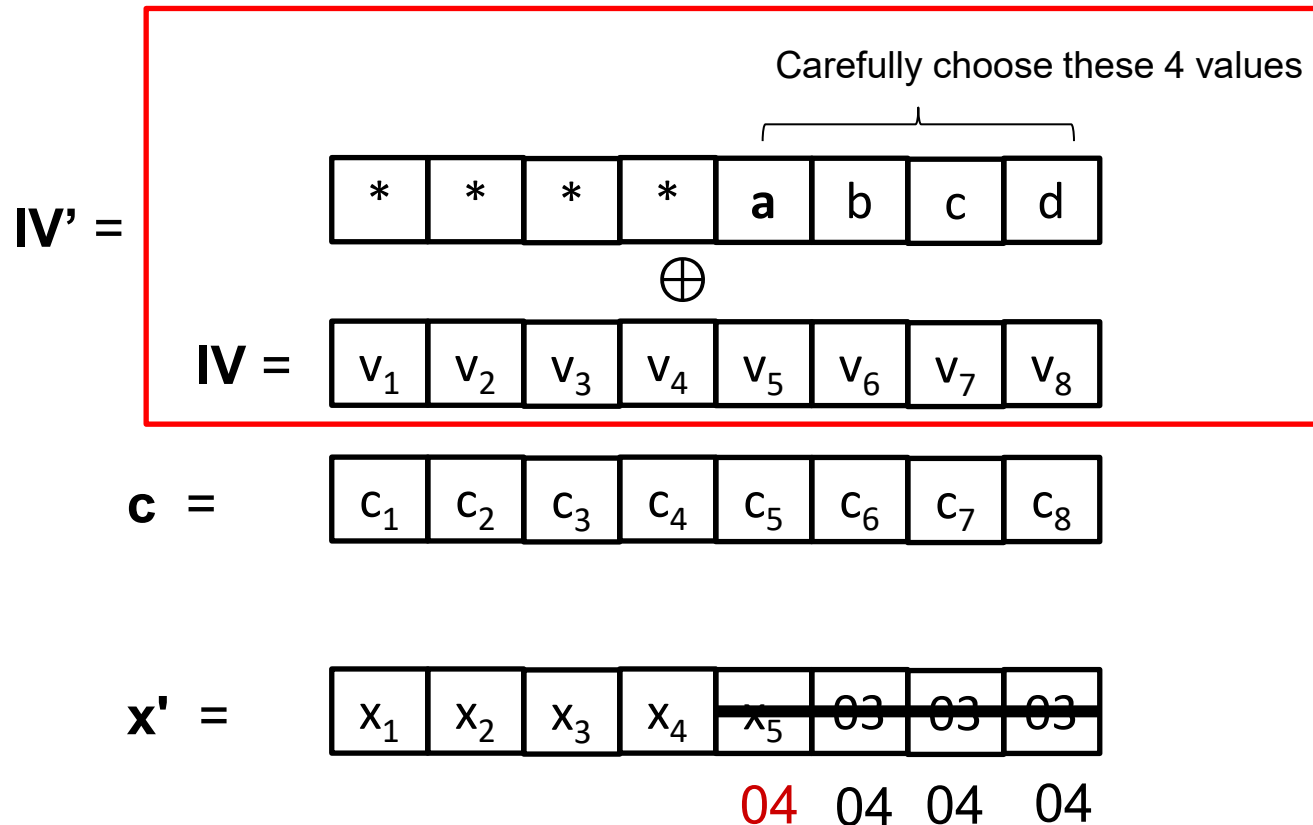 Carefully choose these 4 values
IV’ = * * * * a b c d
⊕
IV = v₁ v₂ v₃ v₄ v₅ v₆ v₇ v₈
c = c₁ c₂ c₃ c₄ c₅ c₆ c₇ c₈
x' = x₁ x₂ x₃ x₄ x₅ 03 03 03
04 04 04 04